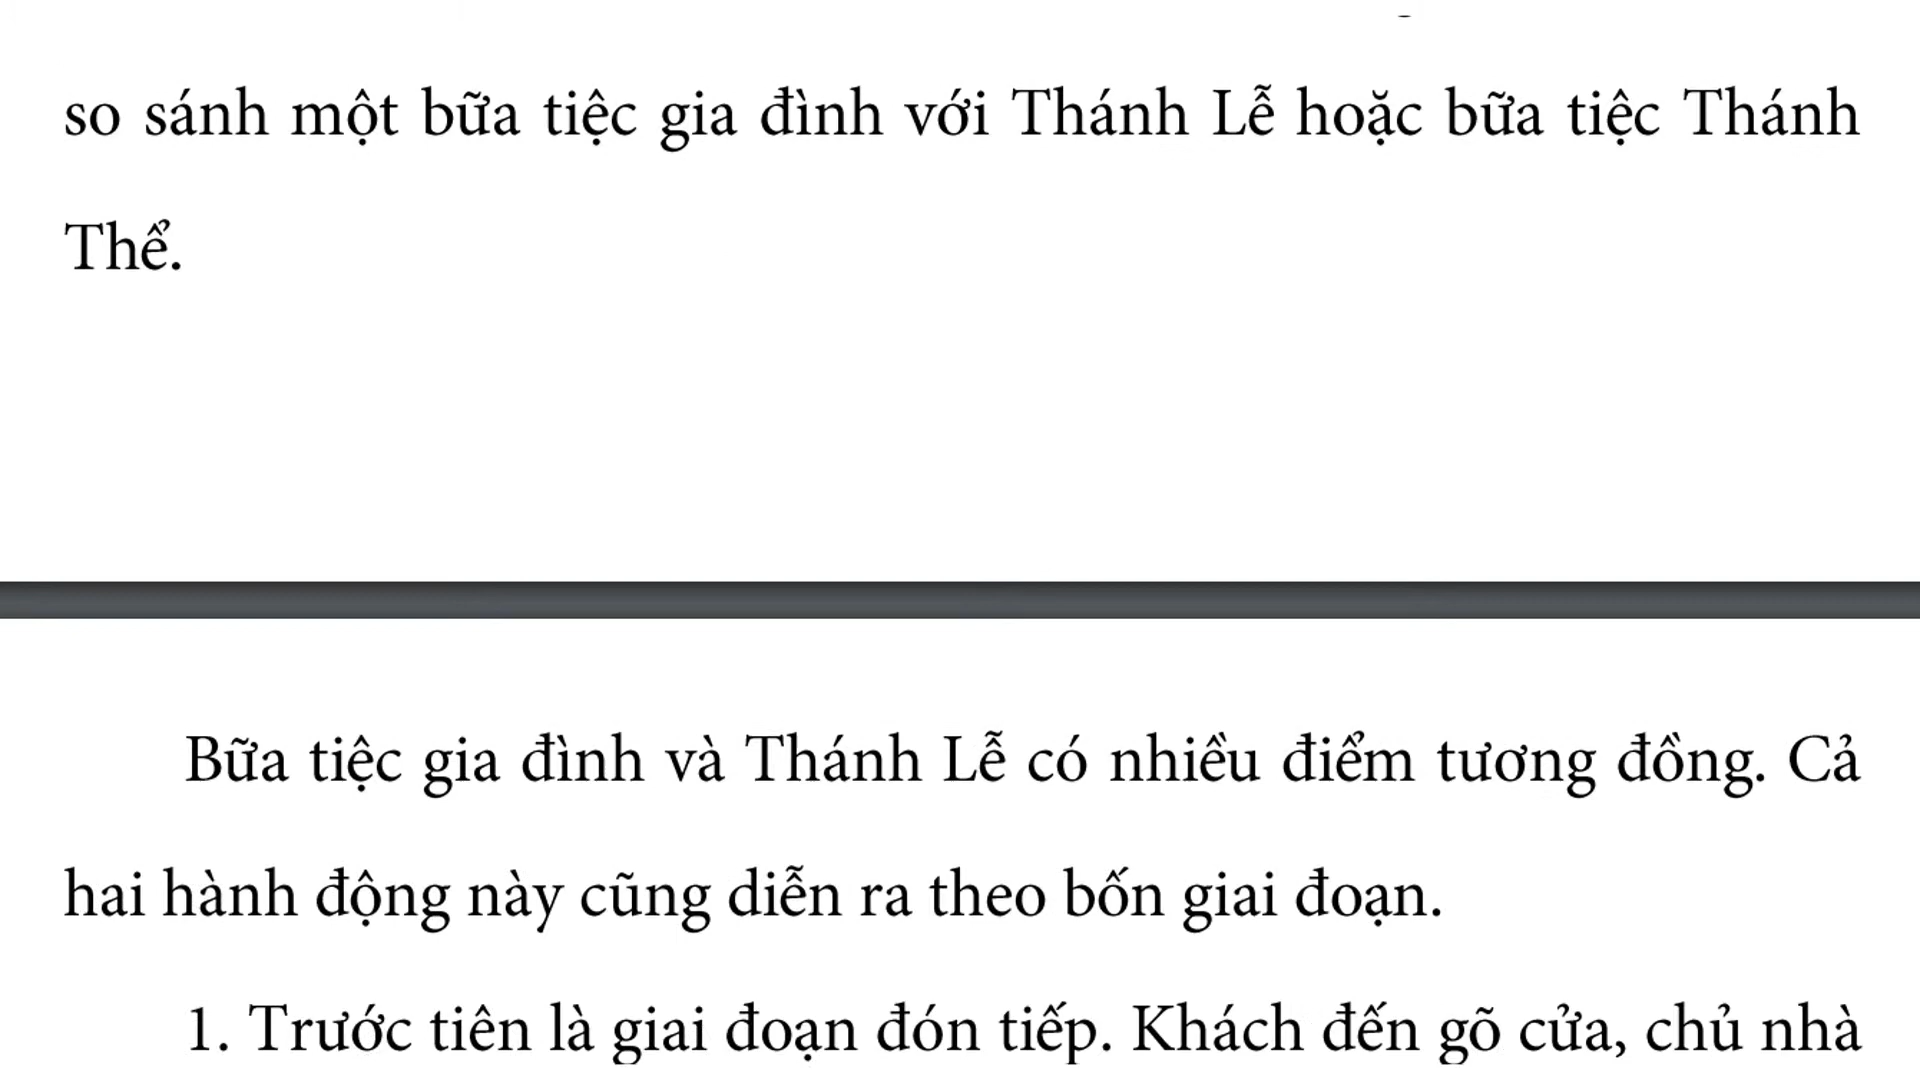 so sánh một bữa tiệc gia đình với Thánh Lễ hoặc bữa tiệc Thánh
Thể.
Bữa tiệc gia đình và Thánh Lễ có nhiều điểm tương đồng. Cả
hai hành động này cũng diễn ra theo bốn giai đoạn.
1. Trước tiên là giai đoạn đón tiếp. Khách đến gõ cửa, chủ nhà